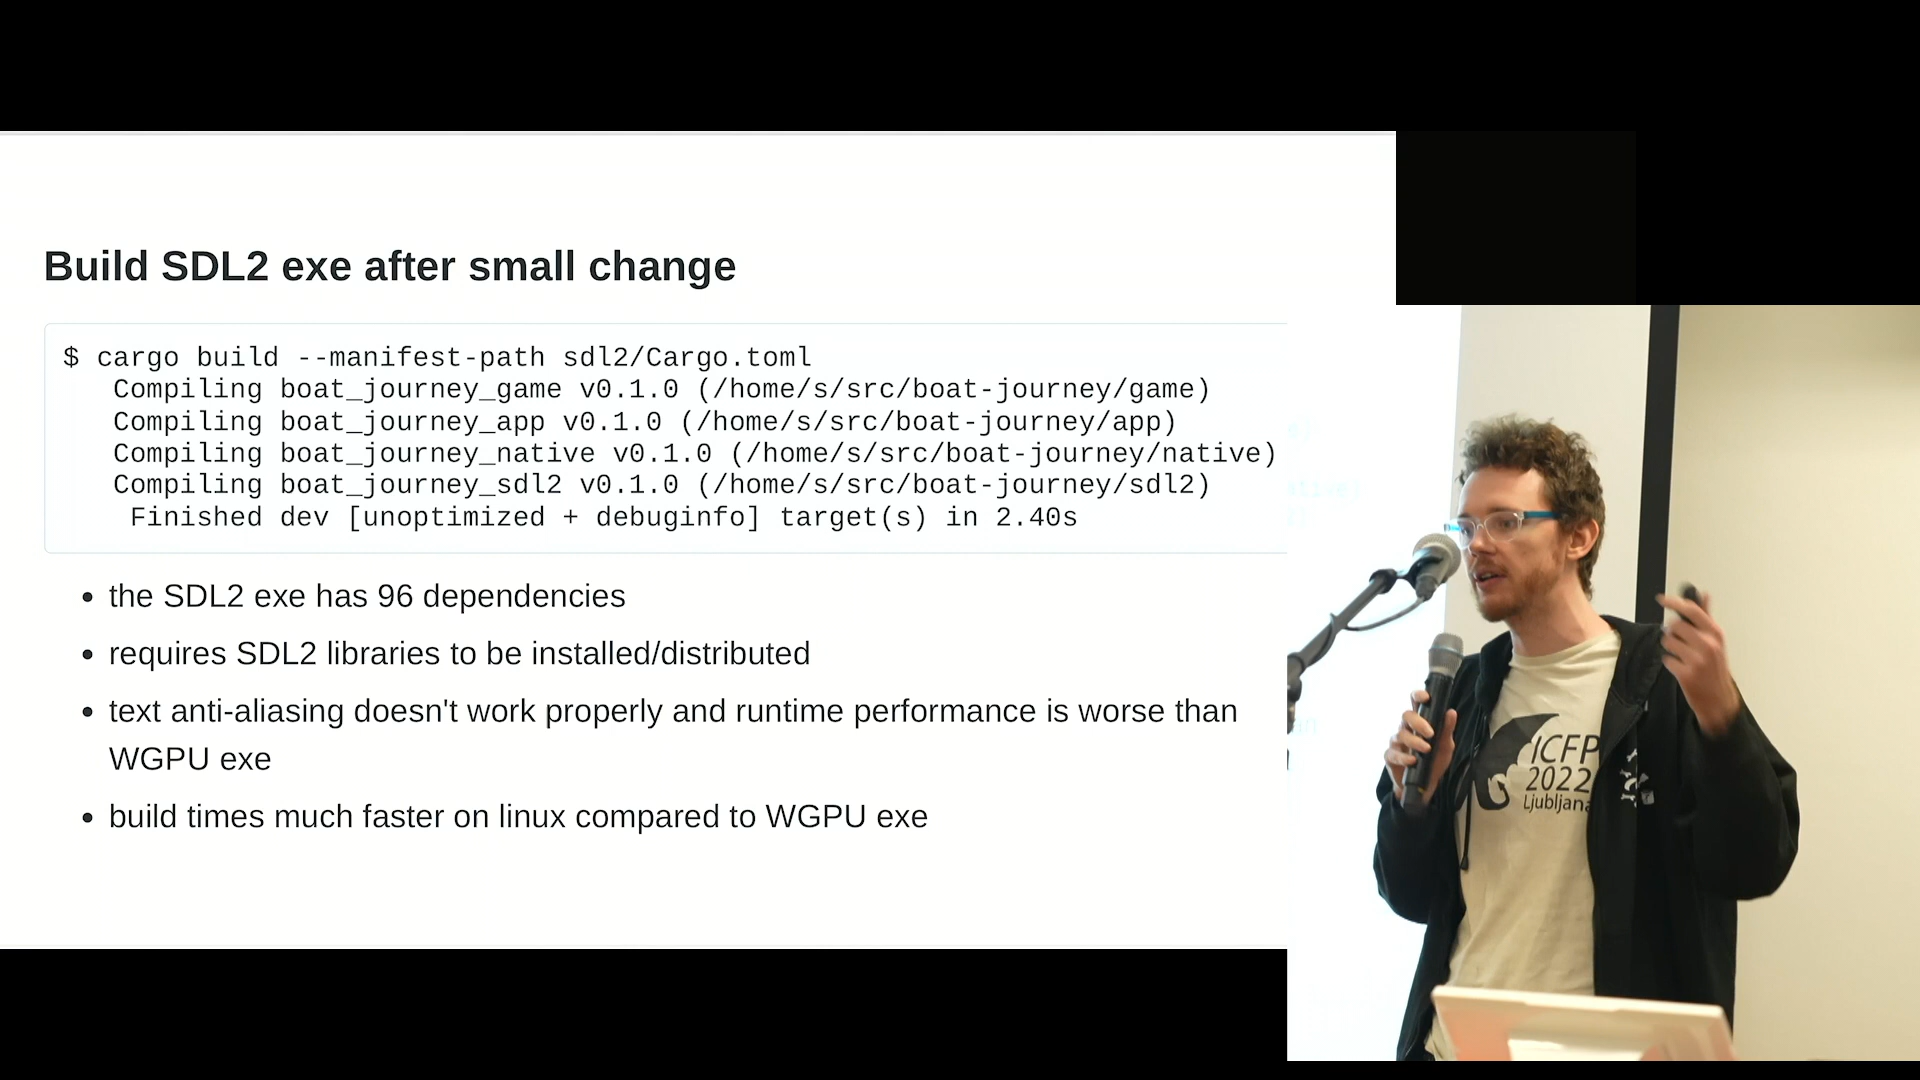 Build SDL2 exe after small change
$ cargo build --manifest-path sdl2/Cargo.toml
Compiling boat_journey_game v0.1.0 (/home/s/src/boat-journey/game)
Compiling boat_journey_app v0.1.0 (/home/s/src/boat-journey/app)
Compiling boat_journey_native v0.1.0 (/home/s/src/boat-journey/native)
Compiling boat_journey_sdl2 v0.1.0 (/home/s/src/boat-journey/sdl2)
Finished dev [unoptimized + debuginfo] target(s) in 2.40s
• the SDL2 exe has 96 dependencies
• requires SDL2 libraries to be installed/distributed
• text anti-aliasing doesn't work properly and runtime performance is worse than
WGPU exe
• build times much faster on linux compared to WGPU exe
ICFP
2022
Ljubljana